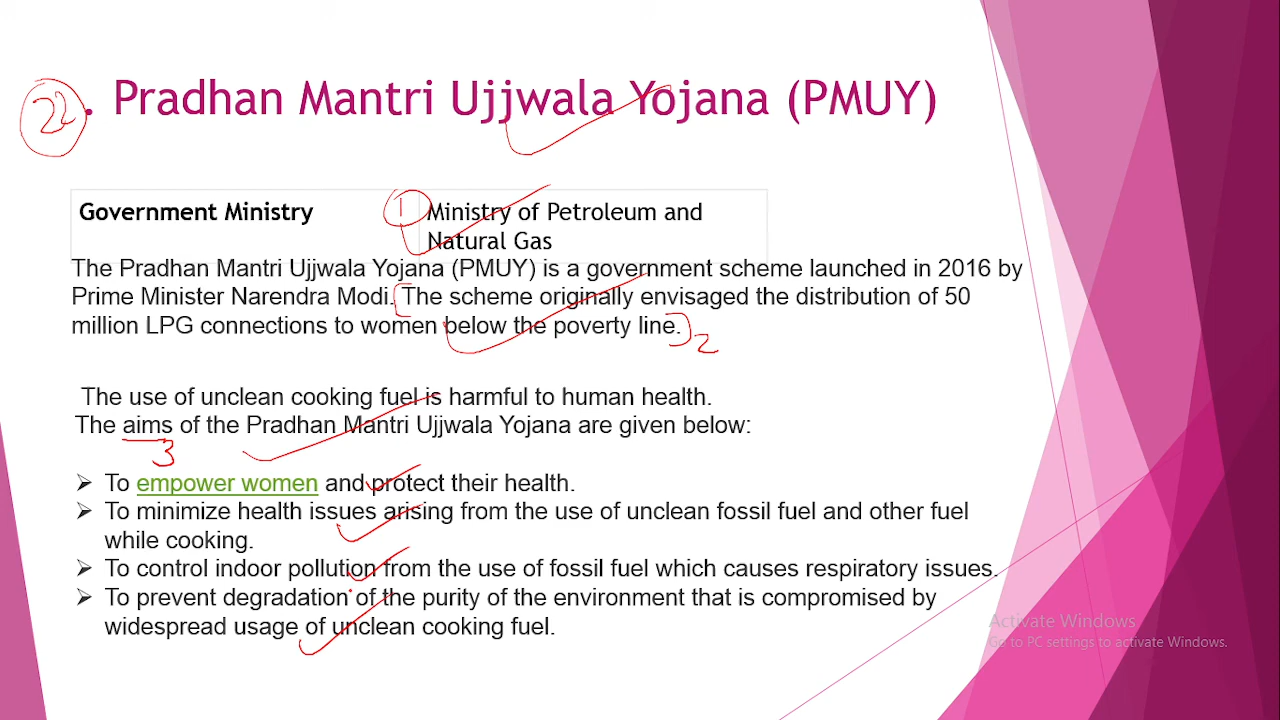 22. Pradhan Mantri Ujjwala Yojana (PMUY)
Government Ministry 1 Ministry of Petroleum and
Natural Gas
The Pradhan Mantri Ujjwala Yojana (PMUY) is a government scheme launched in 2016 by
Prime Minister Narendra Modi. The scheme originally envisaged the distribution of 50
million LPG connections to women below the poverty line. 2
The use of unclean cooking fuel is harmful to human health.
The aims of the Pradhan Mantri Ujjwala Yojana are given below:
3
To empower women and protect their health.
To minimize health issues arising from the use of unclean fossil fuel and other fuel
while cooking.
To control indoor pollution from the use of fossil fuel which causes respiratory issues.
To prevent degradation of the purity of the environment that is compromised by
widespread usage of unclean cooking fuel.
Activate Windows
Go to PC settings to activate Windows.